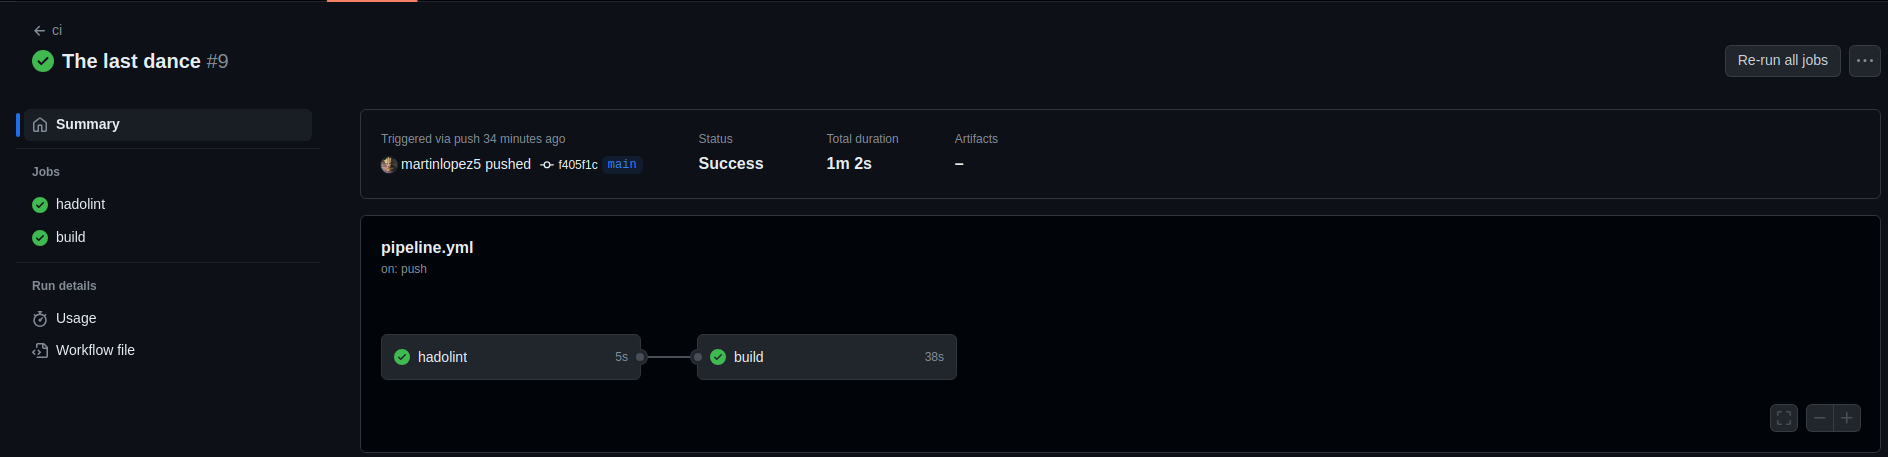 ci
The last dance #9
Re-run all jobs
Summary
Jobs
hadolint
build
Run details
Usage
Workflow file
Triggered via push 34 minutes ago
martinlopez5 pushed f405f1c main
Status
Success
Total duration
1m 2s
Artifacts
–
pipeline.yml
on: push
hadolint 5s
build 38s